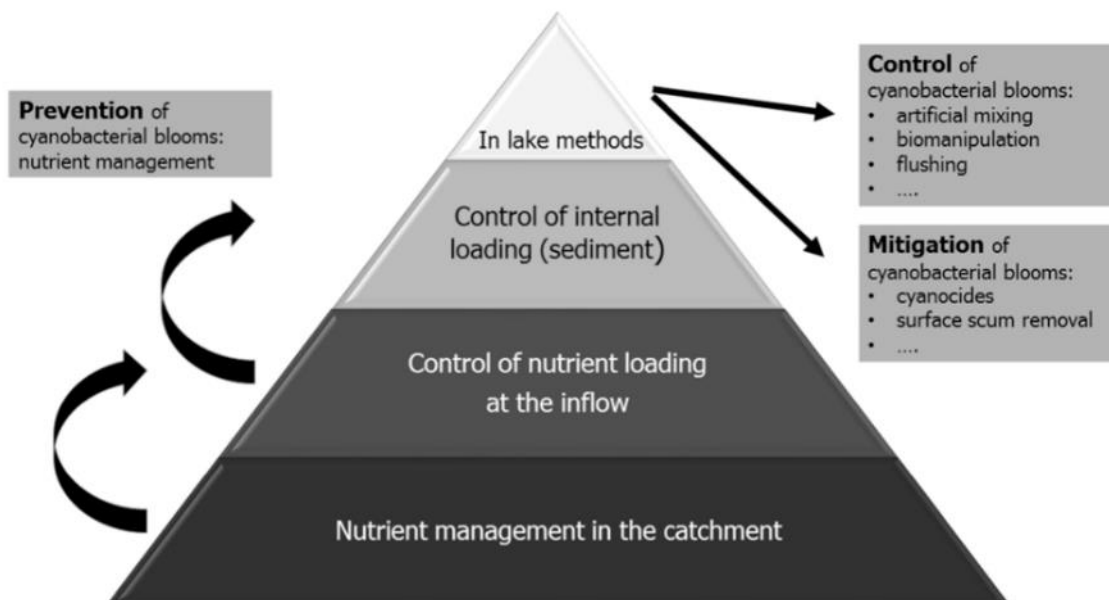 Prevention of
cyanobacterial blooms:
nutrient management
In lake methods
Control of internal
loading (sediment)
Control of nutrient loading
at the inflow
Nutrient management in the catchment
Control of
cyanobacterial blooms:
• artificial mixing
• biomanipulation
• flushing
• ....
Mitigation of
cyanobacterial blooms:
• cyanocides
• surface scum removal
• ....